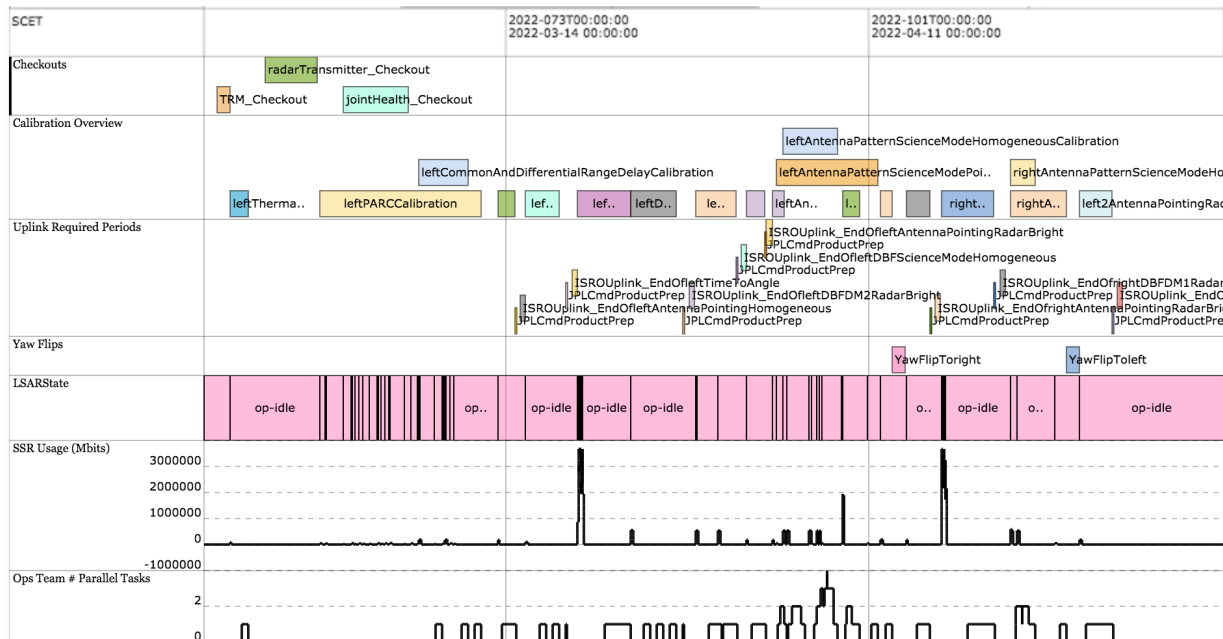 SCET
2022-073T00:00:00
2022-03-14 00:00:00
2022-101T00:00:00
2022-04-11 00:00:00
Checkouts
radarTransmitter_Checkout
TRM_Checkout
jointHealth_Checkout
Calibration Overview
leftAntennaPatternScienceModeHomogeneousCalibration
leftCommonAndDifferentialRangeDelayCalibration
leftAntennaPatternScienceModePoi..
rightAntennaPatternScienceModeHo
leftTherma..
leftPARCCalibration
lef..
lef..
leftD..
le..
leftAn..
l..
right..
rightA..
left2AntennaPointingRad
Uplink Required Periods
ISROUplink_EndOfleftAntennaPointingRadarBright
JPLCmdProductPrep
ISROUplink_EndOfleftDBFScienceModeHomogeneous
JPLCmdProductPrep
ISROUplink_EndOfleftTimeToAngle
ISROUplink_EndOfrightDBFDM1Radar
JPLCmdProductPrep
ISROUplink_EndOfleftDBFDM2RadarBright
JPLCmdProductPrep
ISROUplink_EndO
ISROUplink_EndOfleftAntennaPointingHomogeneous
ISROUplink_EndOfrightAntennaPointingRadarBrig
JPLCmdProductPrep
JPLCmdProductPrep
JPLCmdProductPrep
JPLCmdProductPrep
Yaw Flips
YawFlipToright
YawFlipToleft
LSARState
op-idle
op..
op-idle
op-idle
op-idle
o..
op-idle
o..
op-idle
SSR Usage (Mbits)
3000000
2000000
1000000
0
-1000000
Ops Team # Parallel Tasks
2
0